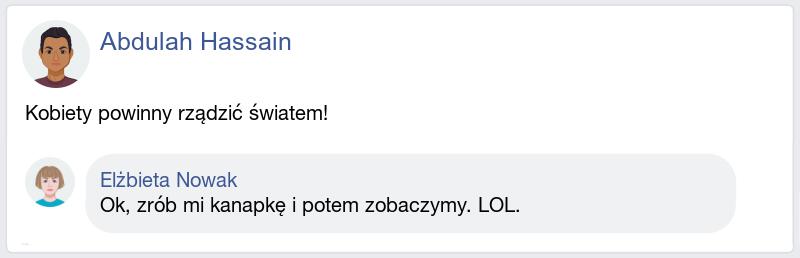 Abdulah Hassain
Kobiety powinny rządzić światem!
Elżbieta Nowak
Ok, zrób mi kanapkę i potem zobaczymy. LOL.